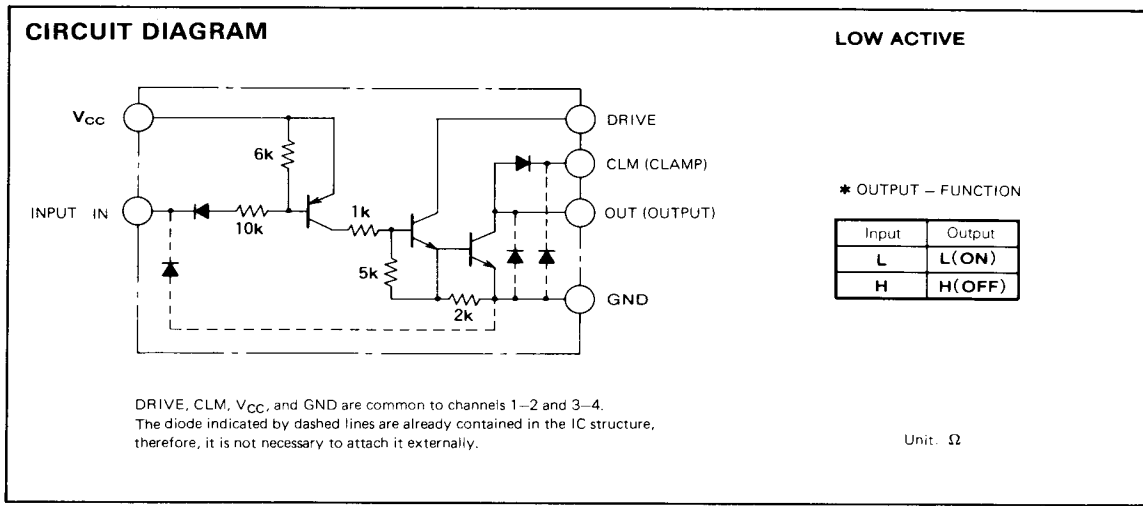 CIRCUIT DIAGRAM
LOW ACTIVE
VCC
DRIVE
6k
CLM (CLAMP)
INPUT IN
10k
1k
OUT (OUTPUT)
5k
2k
GND
* OUTPUT – FUNCTION
Input Output
L L(ON)
H H(OFF)
DRIVE, CLM, VCC, and GND are common to channels 1–2 and 3–4.
The diode indicated by dashed lines are already contained in the IC structure,
therefore, it is not necessary to attach it externally.
Unit. Ω